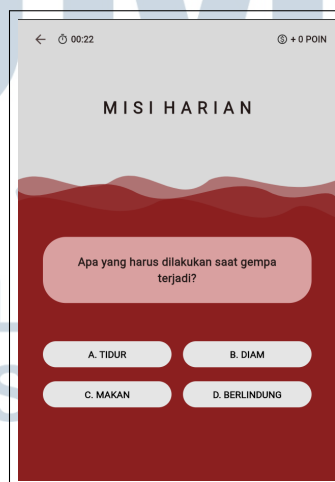 00:22
+ 0 POIN
MISI HARIAN
Apa yang harus dilakukan saat gempa
terjadi?
A. TIDUR
B. DIAM
C. MAKAN
D. BERLINDUNG